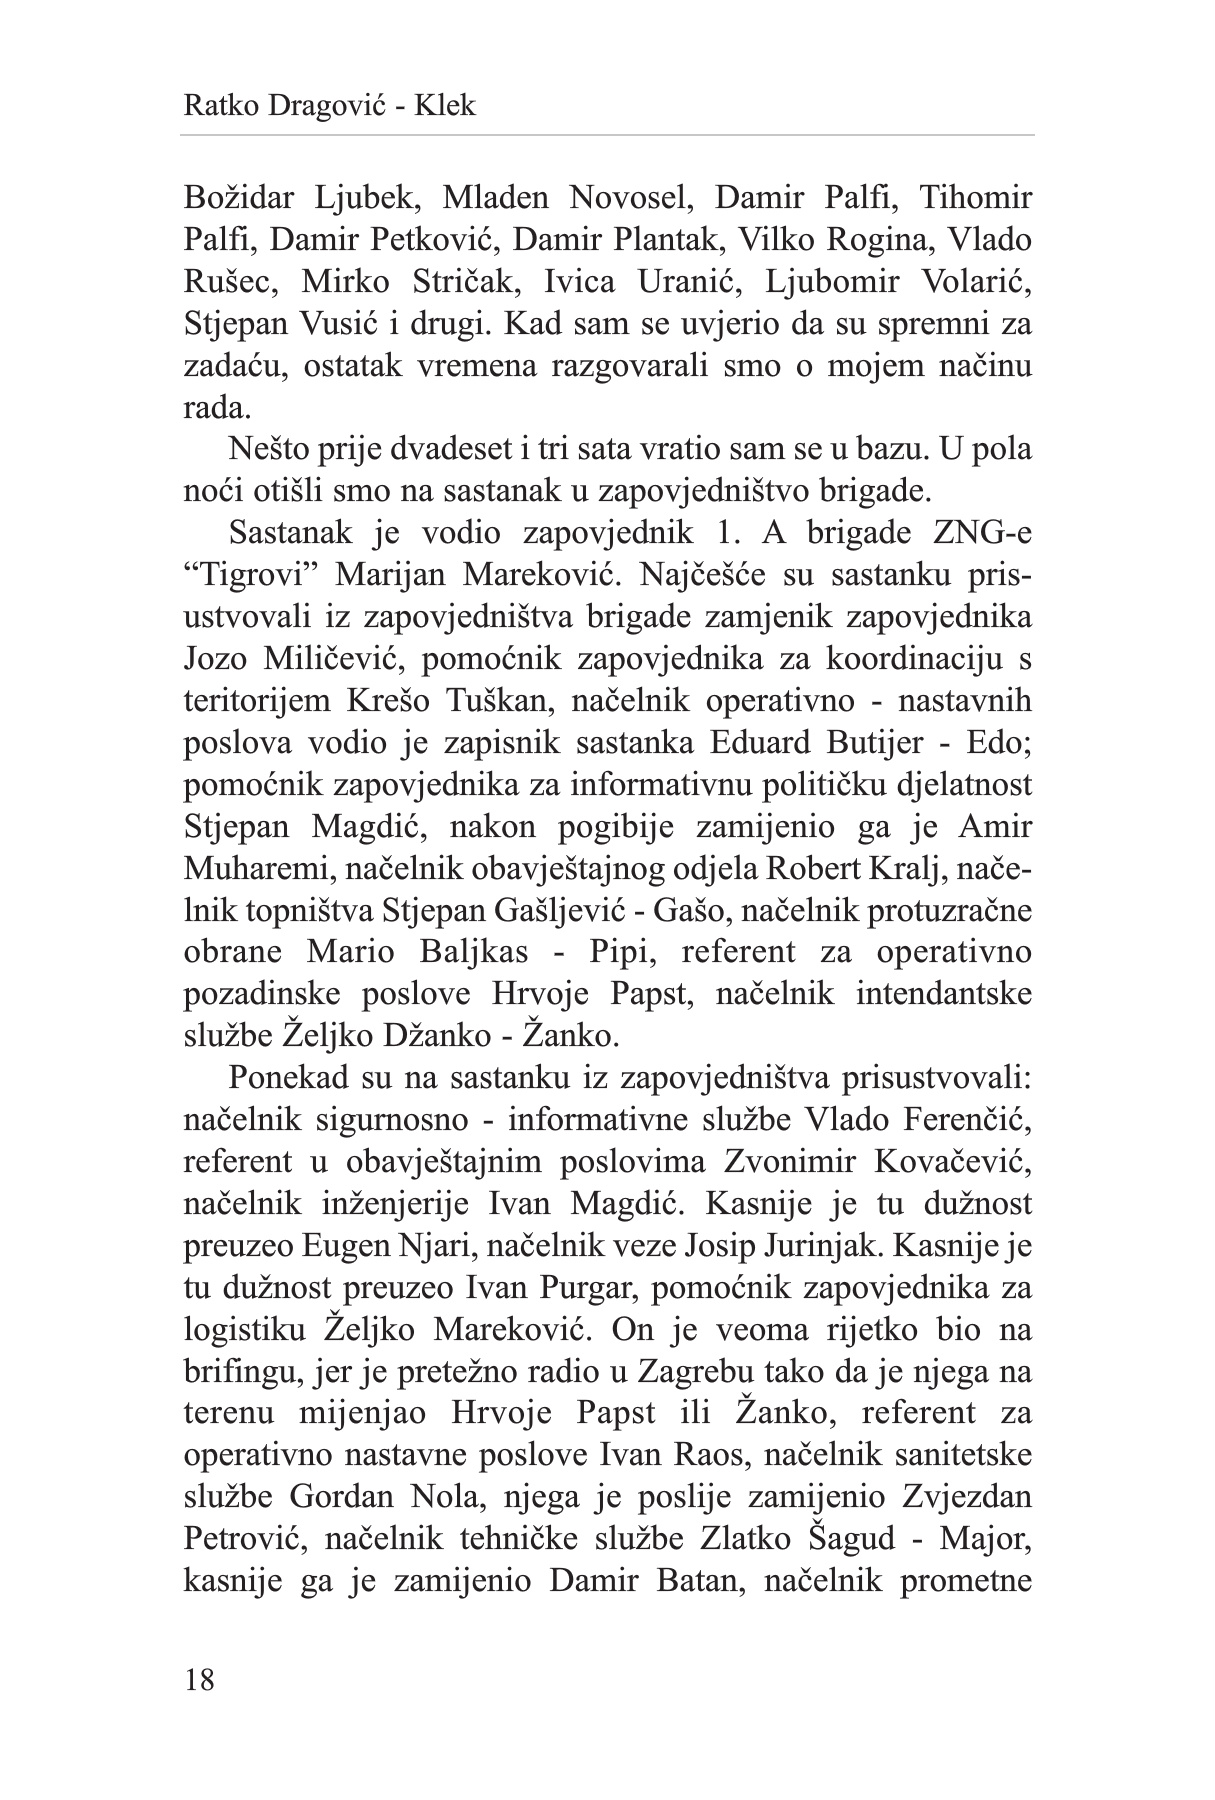 Ratko Dragović - Klek
Božidar Ljubek, Mladen Novosel, Damir Palfi, Tihomir
Palfi, Damir Petković, Damir Plantak, Vilko Rogina, Vlado
Rušec, Mirko Stričak, Ivica Uranić, Ljubomir Volarić,
Stjepan Vusić i drugi. Kad sam se uvjerio da su spremni za
zadaću, ostatak vremena razgovarali smo o mojem načinu
rada.
Nešto prije dvadeset i tri sata vratio sam se u bazu. U pola
noći otišli smo na sastanak u zapovjedništvo brigade.
Sastanak je vodio zapovjednik 1. A brigade ZNG-e
“Tigrovi” Marijan Mareković. Najčešće su sastanku pris-
ustvovali iz zapovjedništva brigade zamjenik zapovjednika
Jozo Miličević, pomoćnik zapovjednika za koordinaciju s
teritorijem Krešo Tuškan, načelnik operativno - nastavnih
poslova vodio je zapisnik sastanka Eduard Butijer - Edo;
pomoćnik zapovjednika za informativnu političku djelatnost
Stjepan Magdić, nakon pogibije zamijenio ga je Amir
Muharemi, načelnik obavještajnog odjela Robert Kralj, nače-
lnik topništva Stjepan Gašljević - Gašo, načelnik protuzračne
obrane Mario Baljkas - Pipi, referent za operativno
pozadinske poslove Hrvoje Papst, načelnik intendantske
službe Željko Džanko - Žanko.
Ponekad su na sastanku iz zapovjedništva prisustvovali:
načelnik sigurnosno - informativne službe Vlado Ferenčić,
referent u obavještajnim poslovima Zvonimir Kovačević,
načelnik inženjerije Ivan Magdić. Kasnije je tu dužnost
preuzeo Eugen Njari, načelnik veze Josip Jurinjak. Kasnije je
tu dužnost preuzeo Ivan Purgar, pomoćnik zapovjednika za
logistiku Željko Mareković. On je veoma rijetko bio na
brifingu, jer je pretežno radio u Zagrebu tako da je njega na
terenu mijenjao Hrvoje Papst ili Žanko, referent za
operativno nastavne poslove Ivan Raos, načelnik sanitetske
službe Gordan Nola, njega je poslije zamijenio Zvjezdan
Petrović, načelnik tehničke službe Zlatko Šagud - Major,
kasnije ga je zamijenio Damir Batan, načelnik prometne
18